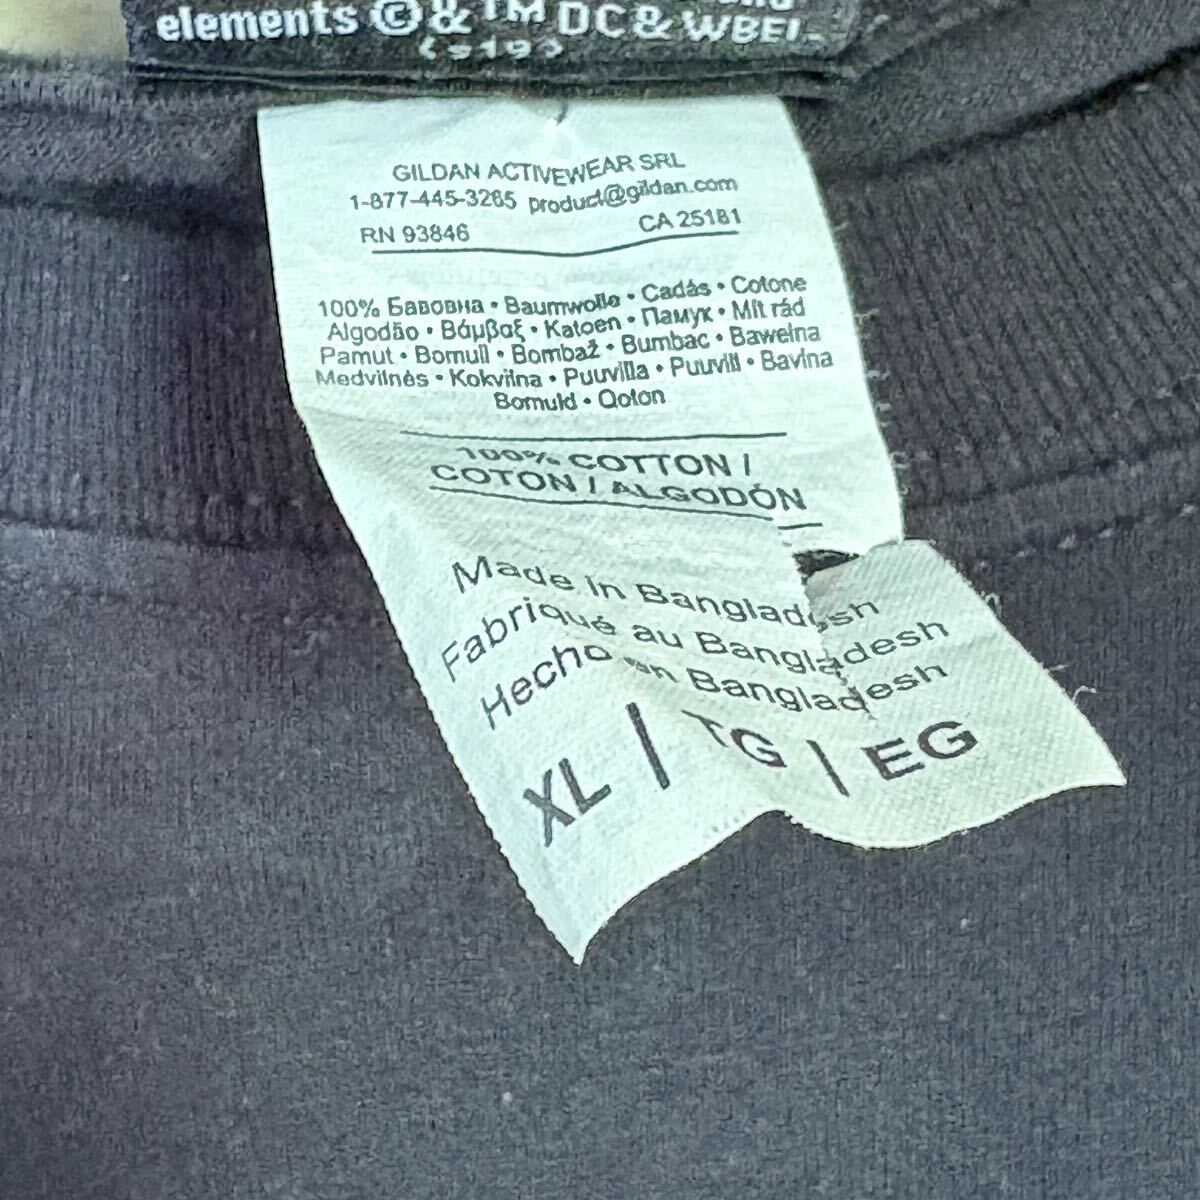 elements © & ™ DC & WBEI.
(s19)
GILDAN ACTIVEWEAR SRL
1-877-445-3265 product@gildan.com
RN 93846 CA 25181
100% Бавовна • Baumwolle • Cadás • Cotone
Algodão • Βάμβαξ • Katoen • Памук • Mít rád
Pamut • Bomull • Bombaž • Bumbac • Bawełna
Medvilnės • Kokvilna • Puuvilla • Puuvill • Bavlna
Bomuld • Qoton
100% COTTON /
COTON / ALGODÓN
Made in Bangladesh
Fabriqué au Bangladesh
Hecho en Bangladesh
XL | TG | EG